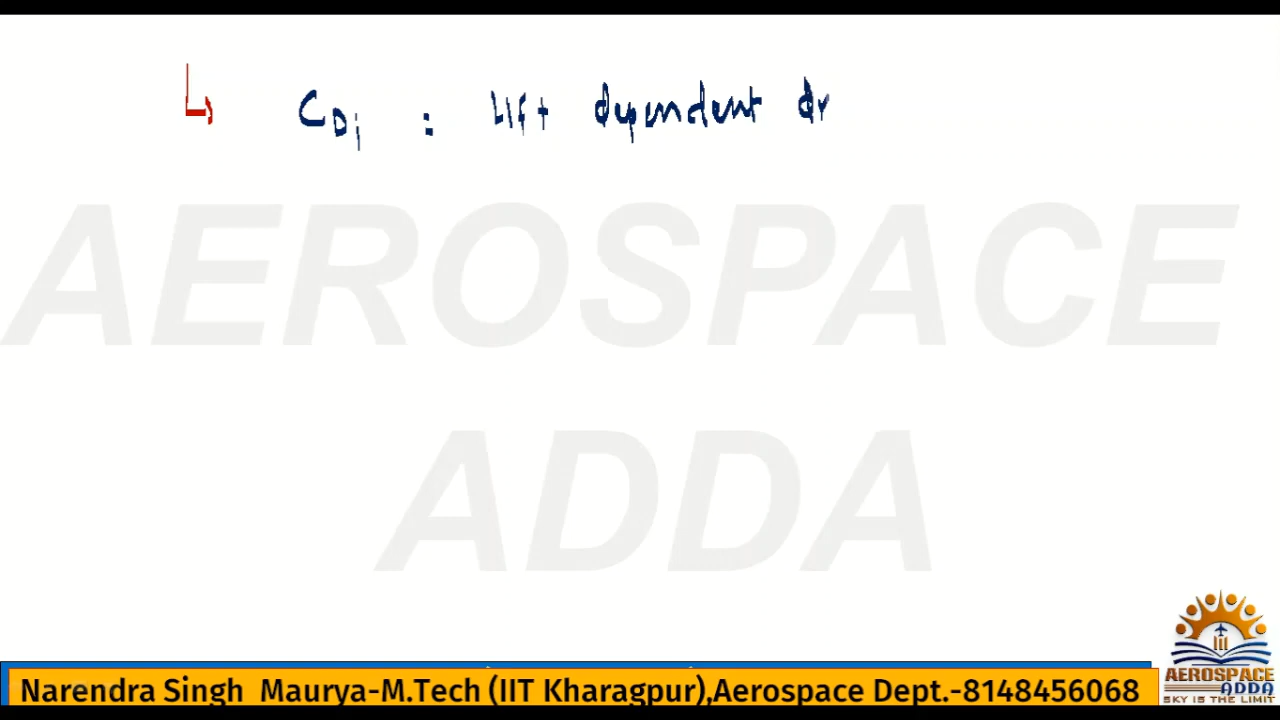 ↳ CDi : Lift dependent dr
AEROSPACE
ADDA
Narendra Singh Maurya-M.Tech (IIT Kharagpur),Aerospace Dept.-8148456068
AEROSPACE
ADDA
SKY IS THE LIMIT